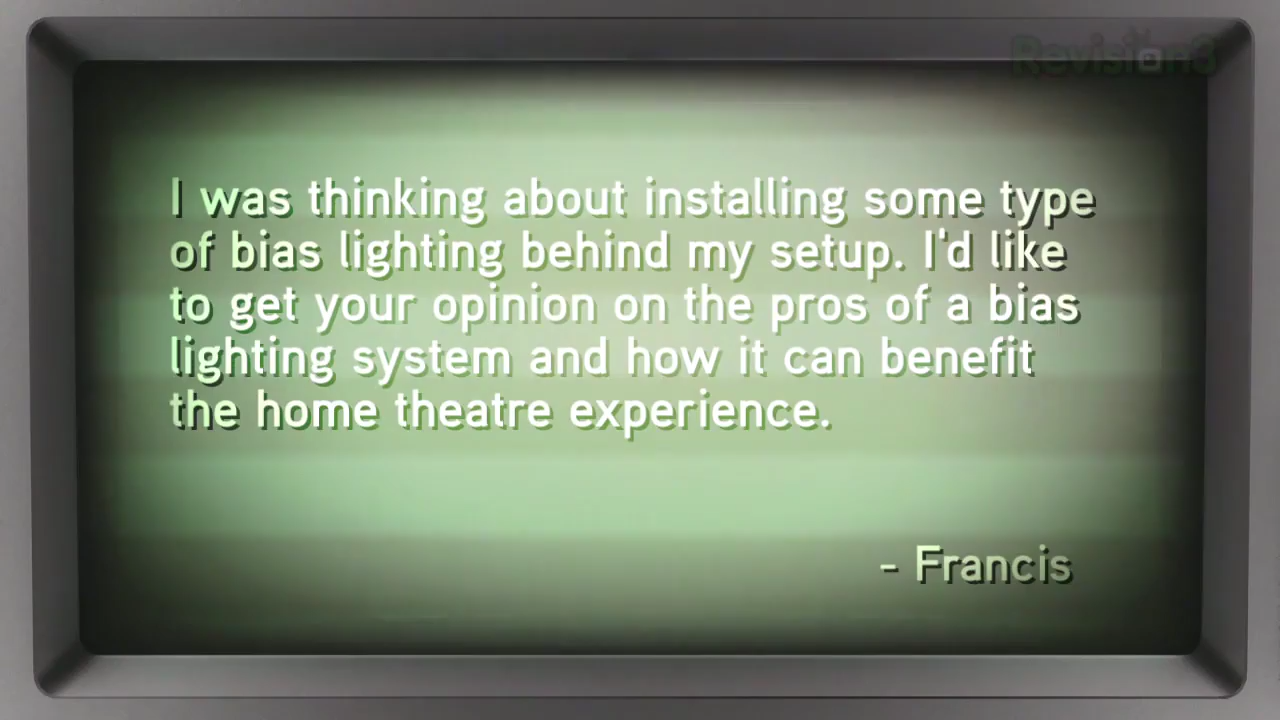 Revision3
I was thinking about installing some type
of bias lighting behind my setup. I'd like
to get your opinion on the pros of a bias
lighting system and how it can benefit
the home theatre experience.
- Francis